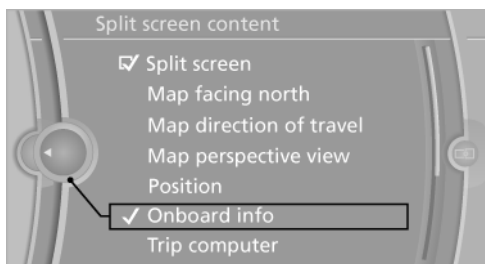 Split screen content
Split screen
Map facing north
Map direction of travel
Map perspective view
Position
Onboard info
Trip computer